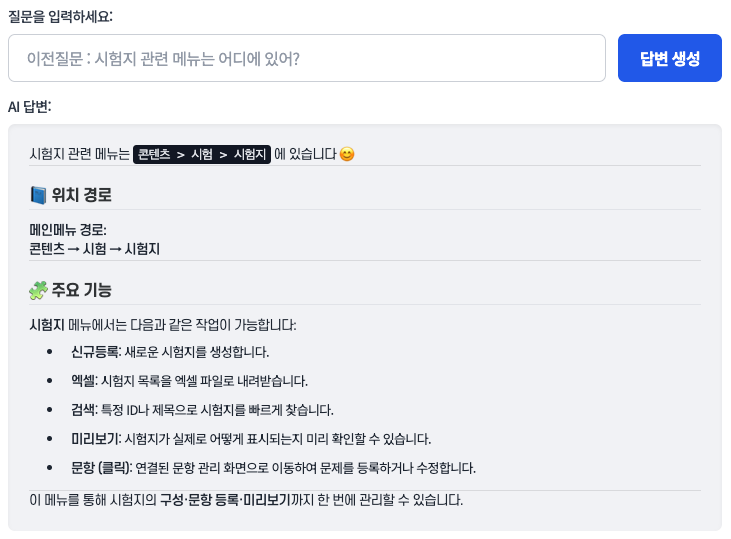 질문을 입력하세요:
이전질문 : 시험지 관련 메뉴는 어디에 있어?
답변 생성
AI 답변:
시험지 관련 메뉴는 콘텐츠 > 시험 > 시험지 에 있습니다 😊
📘 위치 경로
메인메뉴 경로:
콘텐츠 → 시험 → 시험지
🧩 주요 기능
시험지 메뉴에서는 다음과 같은 작업이 가능합니다:
• 신규등록: 새로운 시험지를 생성합니다.
• 엑셀: 시험지 목록을 엑셀 파일로 내려받습니다.
• 검색: 특정 ID나 제목으로 시험지를 빠르게 찾습니다.
• 미리보기: 시험지가 실제로 어떻게 표시되는지 미리 확인할 수 있습니다.
• 문항 (클릭): 연결된 문항 관리 화면으로 이동하여 문제를 등록하거나 수정합니다.
이 메뉴를 통해 시험지의 구성·문항 등록·미리보기까지 한 번에 관리할 수 있습니다.